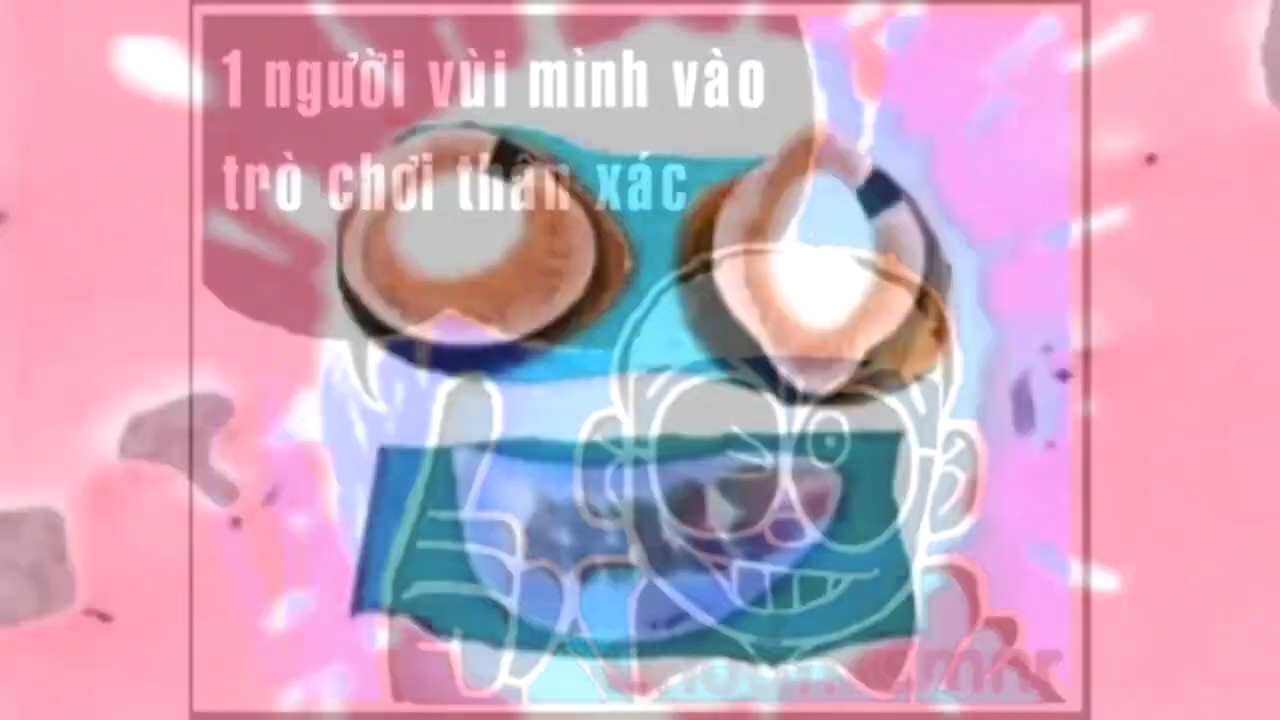 1 người vùi mình vào
trò chơi thân xác